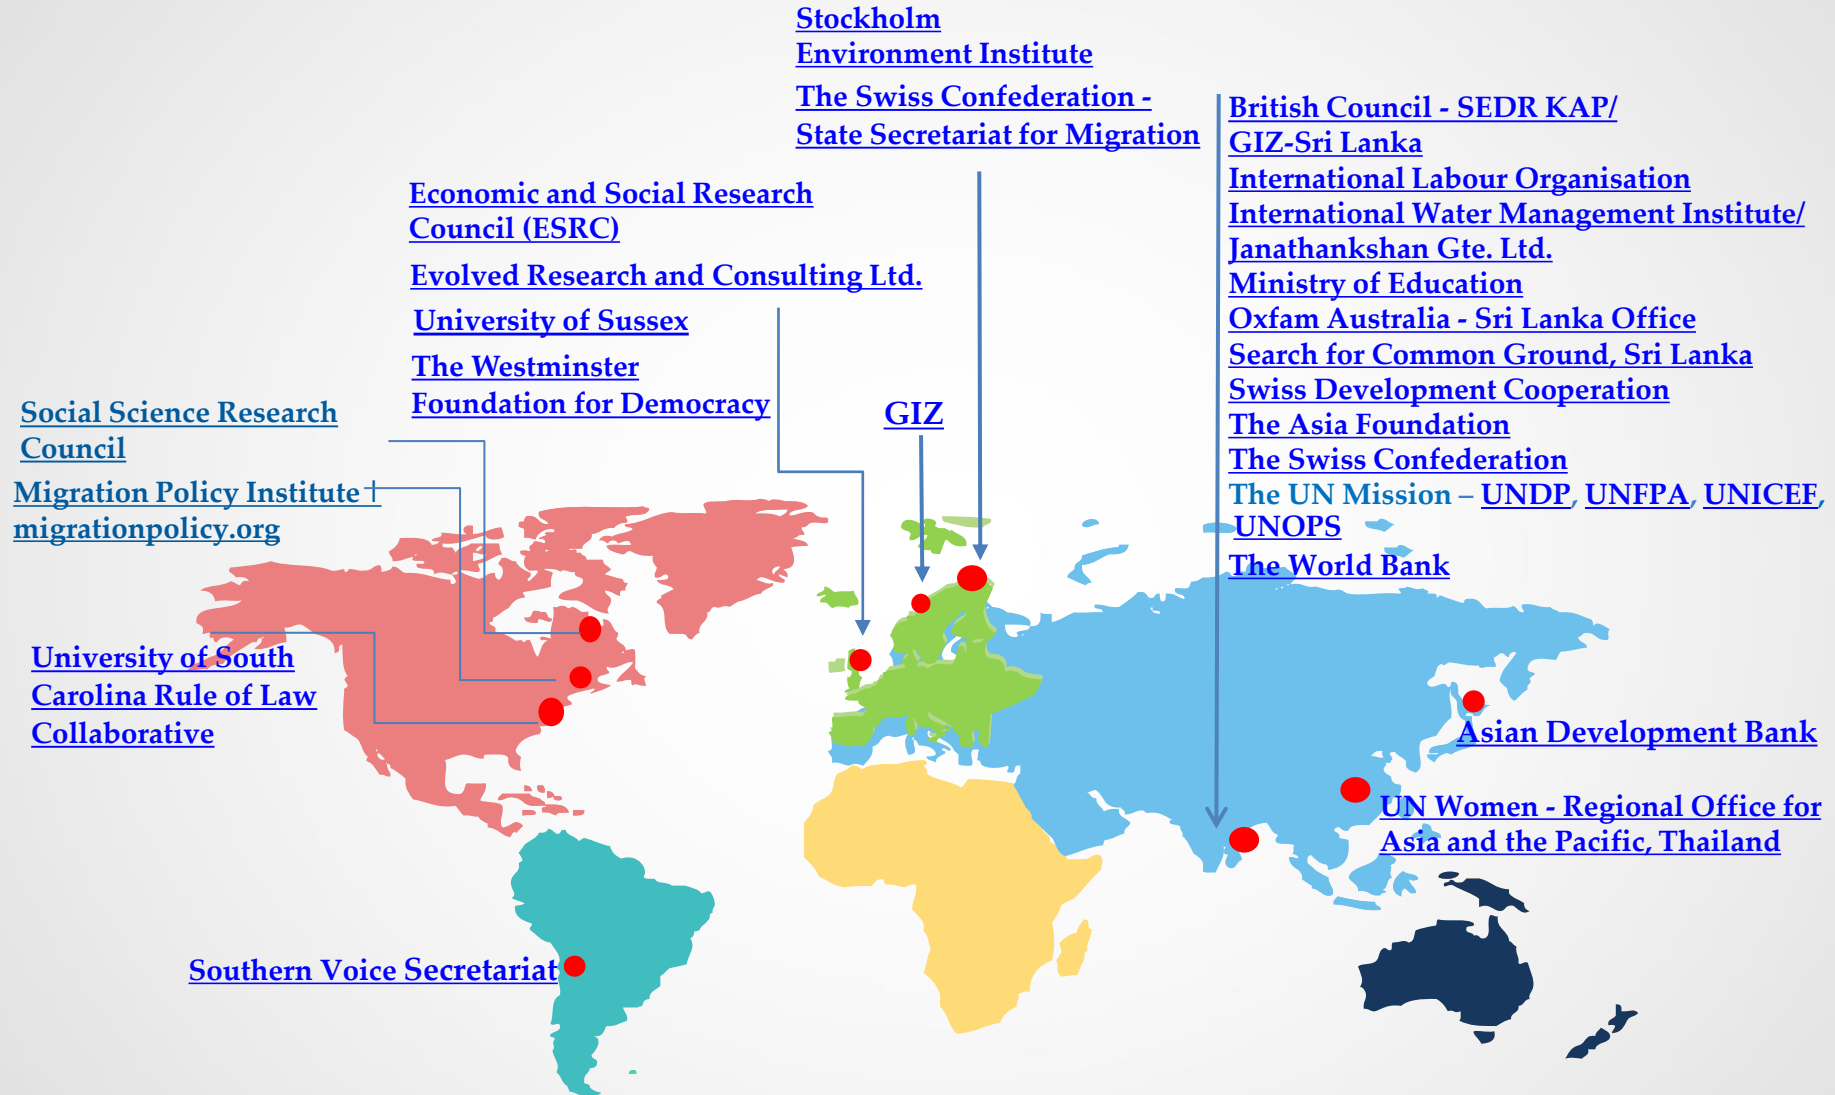 Stockholm
Environment Institute
The Swiss Confederation -
State Secretariat for Migration
Economic and Social Research
Council (ESRC)
Evolved Research and Consulting Ltd.
University of Sussex
The Westminster
Foundation for Democracy
GIZ
British Council - SEDR KAP/
GIZ-Sri Lanka
International Labour Organisation
International Water Management Institute/
Janathankshan Gte. Ltd.
Ministry of Education
Oxfam Australia - Sri Lanka Office
Search for Common Ground, Sri Lanka
Swiss Development Cooperation
The Asia Foundation
The Swiss Confederation
The UN Mission – UNDP, UNFPA, UNICEF,
UNOPS
The World Bank
Social Science Research
Council
Migration Policy Institute |
migrationpolicy.org
University of South
Carolina Rule of Law
Collaborative
Asian Development Bank
UN Women - Regional Office for
Asia and the Pacific, Thailand
Southern Voice Secretariat